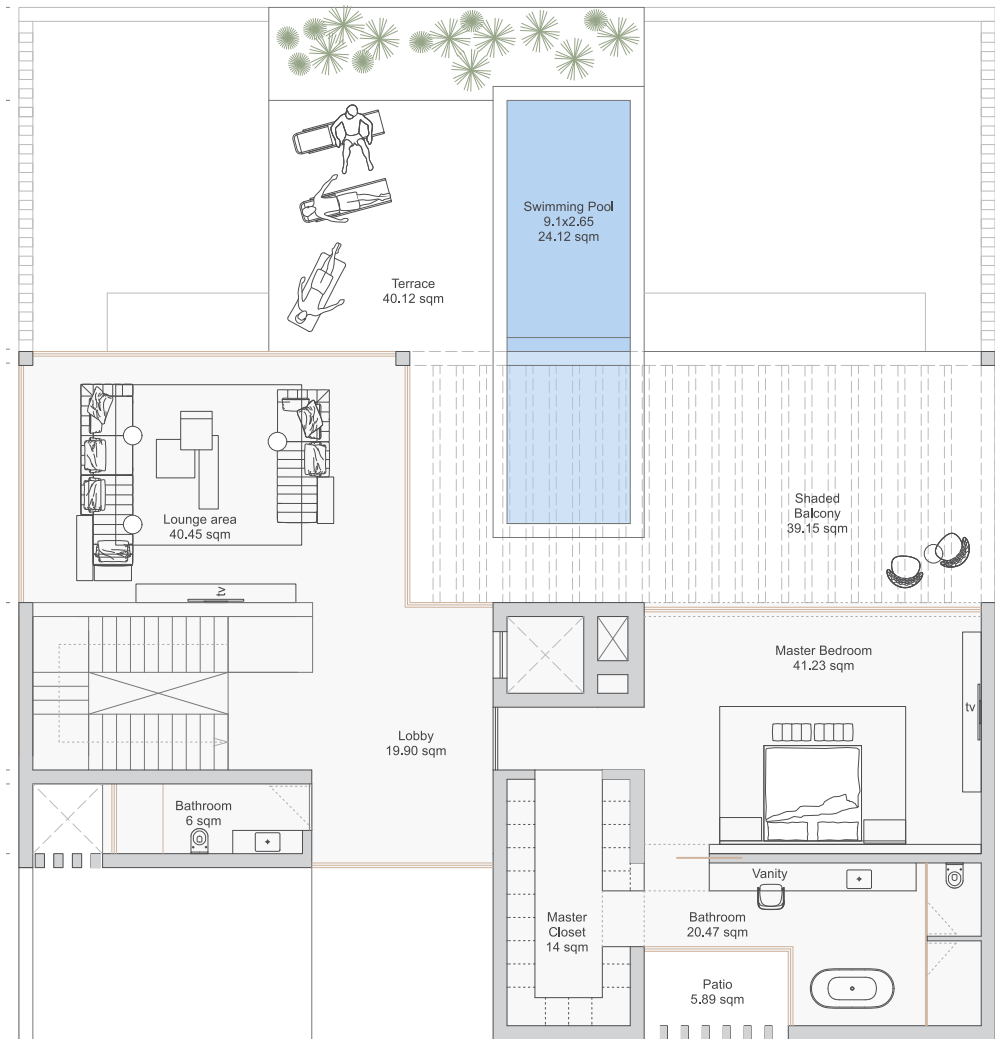 Swimming Pool
9.1x2.65
24.12 sqm
Terrace
40.12 sqm
Lounge area
40.45 sqm
Shaded
Balcony
39.15 sqm
tv
Master Bedroom
41.23 sqm
tv
Lobby
19.90 sqm
Bathroom
6 sqm
Vanity
Master
Closet
14 sqm
Bathroom
20.47 sqm
Patio
5.89 sqm